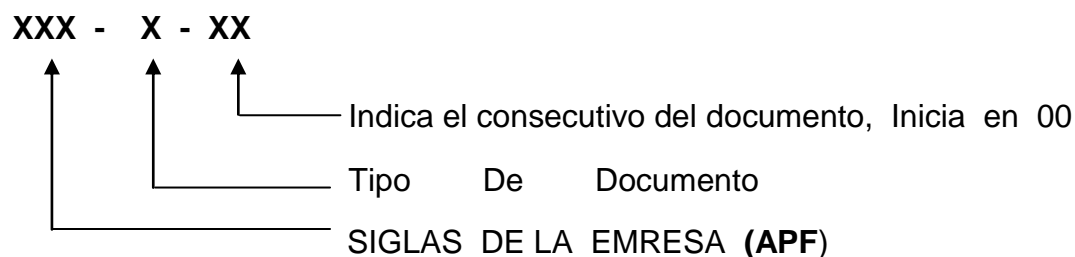 XXX - X - XX
Indica el consecutivo del documento, Inicia en 00
Tipo De Documento
SIGLAS DE LA EMRESA (APF)